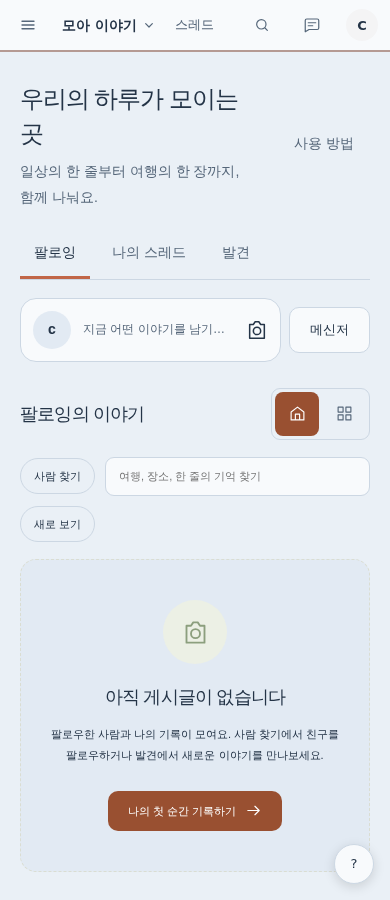 모아 이야기
스레드
C
우리의 하루가 모이는
곳
사용 방법
일상의 한 줄부터 여행의 한 장까지,
함께 나눠요.
팔로잉
나의 스레드
발견
c
지금 어떤 이야기를 남기...
메신저
팔로잉의 이야기
사람 찾기
여행, 장소, 한 줄의 기억 찾기
새로 보기
아직 게시글이 없습니다
팔로우한 사람과 나의 기록이 모여요. 사람 찾기에서 친구를
팔로우하거나 발견에서 새로운 이야기를 만나보세요.
나의 첫 순간 기록하기
?